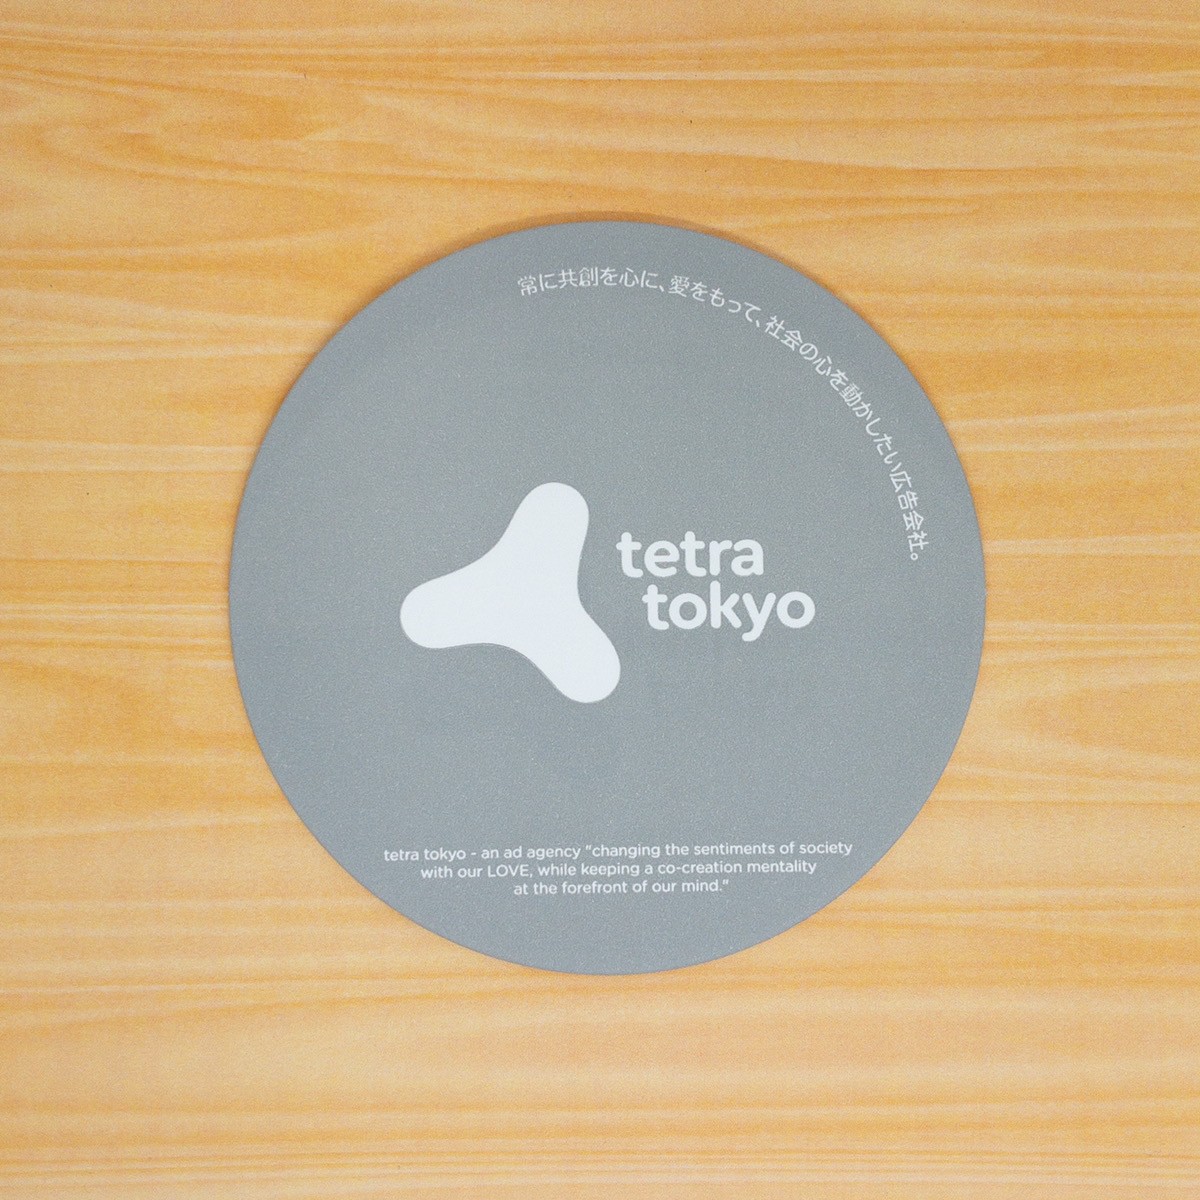 常に共創を心に、愛をもって、社会の心を動かしたい広告会社。
tetra
tokyo
tetra tokyo - an ad agency "changing the sentiments of society
with our LOVE, while keeping a co-creation mentality
at the forefront of our mind."